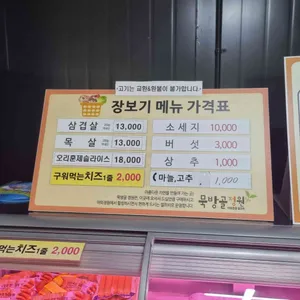 고기는 교환&환불이 불가합니다.
장보기 메뉴 가격표
삼겹살 13,000
목 살 13,000
오리훈제슬라이스 18,000
구워먹는치즈1줄 2,000
소세지 10,000
버섯 3,000
상추 1,000
마늘,고추 1,000
목방골정원
먹는치즈1줄 2,000